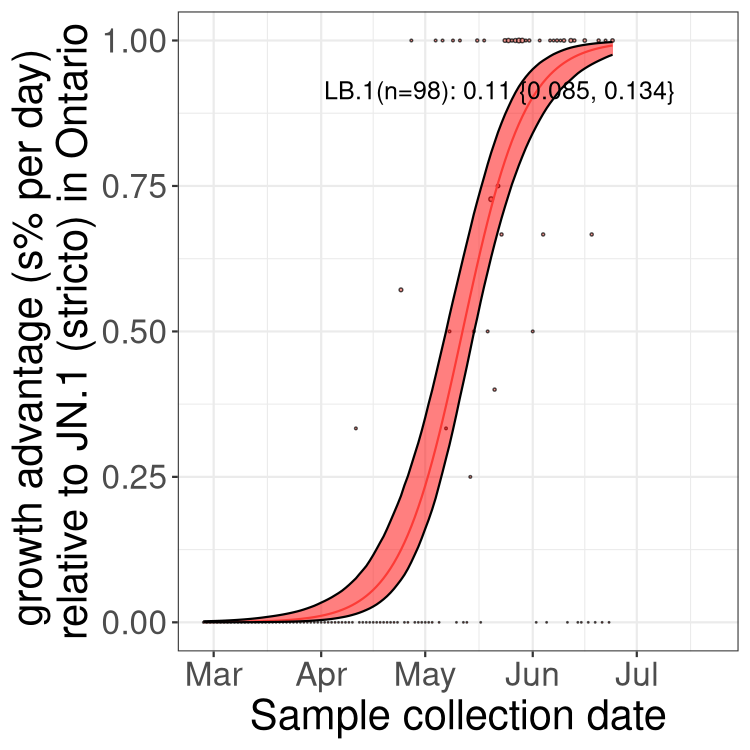 growth advantage (s% per day)
relative to JN.1 (stricto) in Ontario
1.00
0.75
0.50
0.25
0.00
LB.1(n=98): 0.11 {0.085, 0.134}
Mar Apr May Jun Jul
Sample collection date